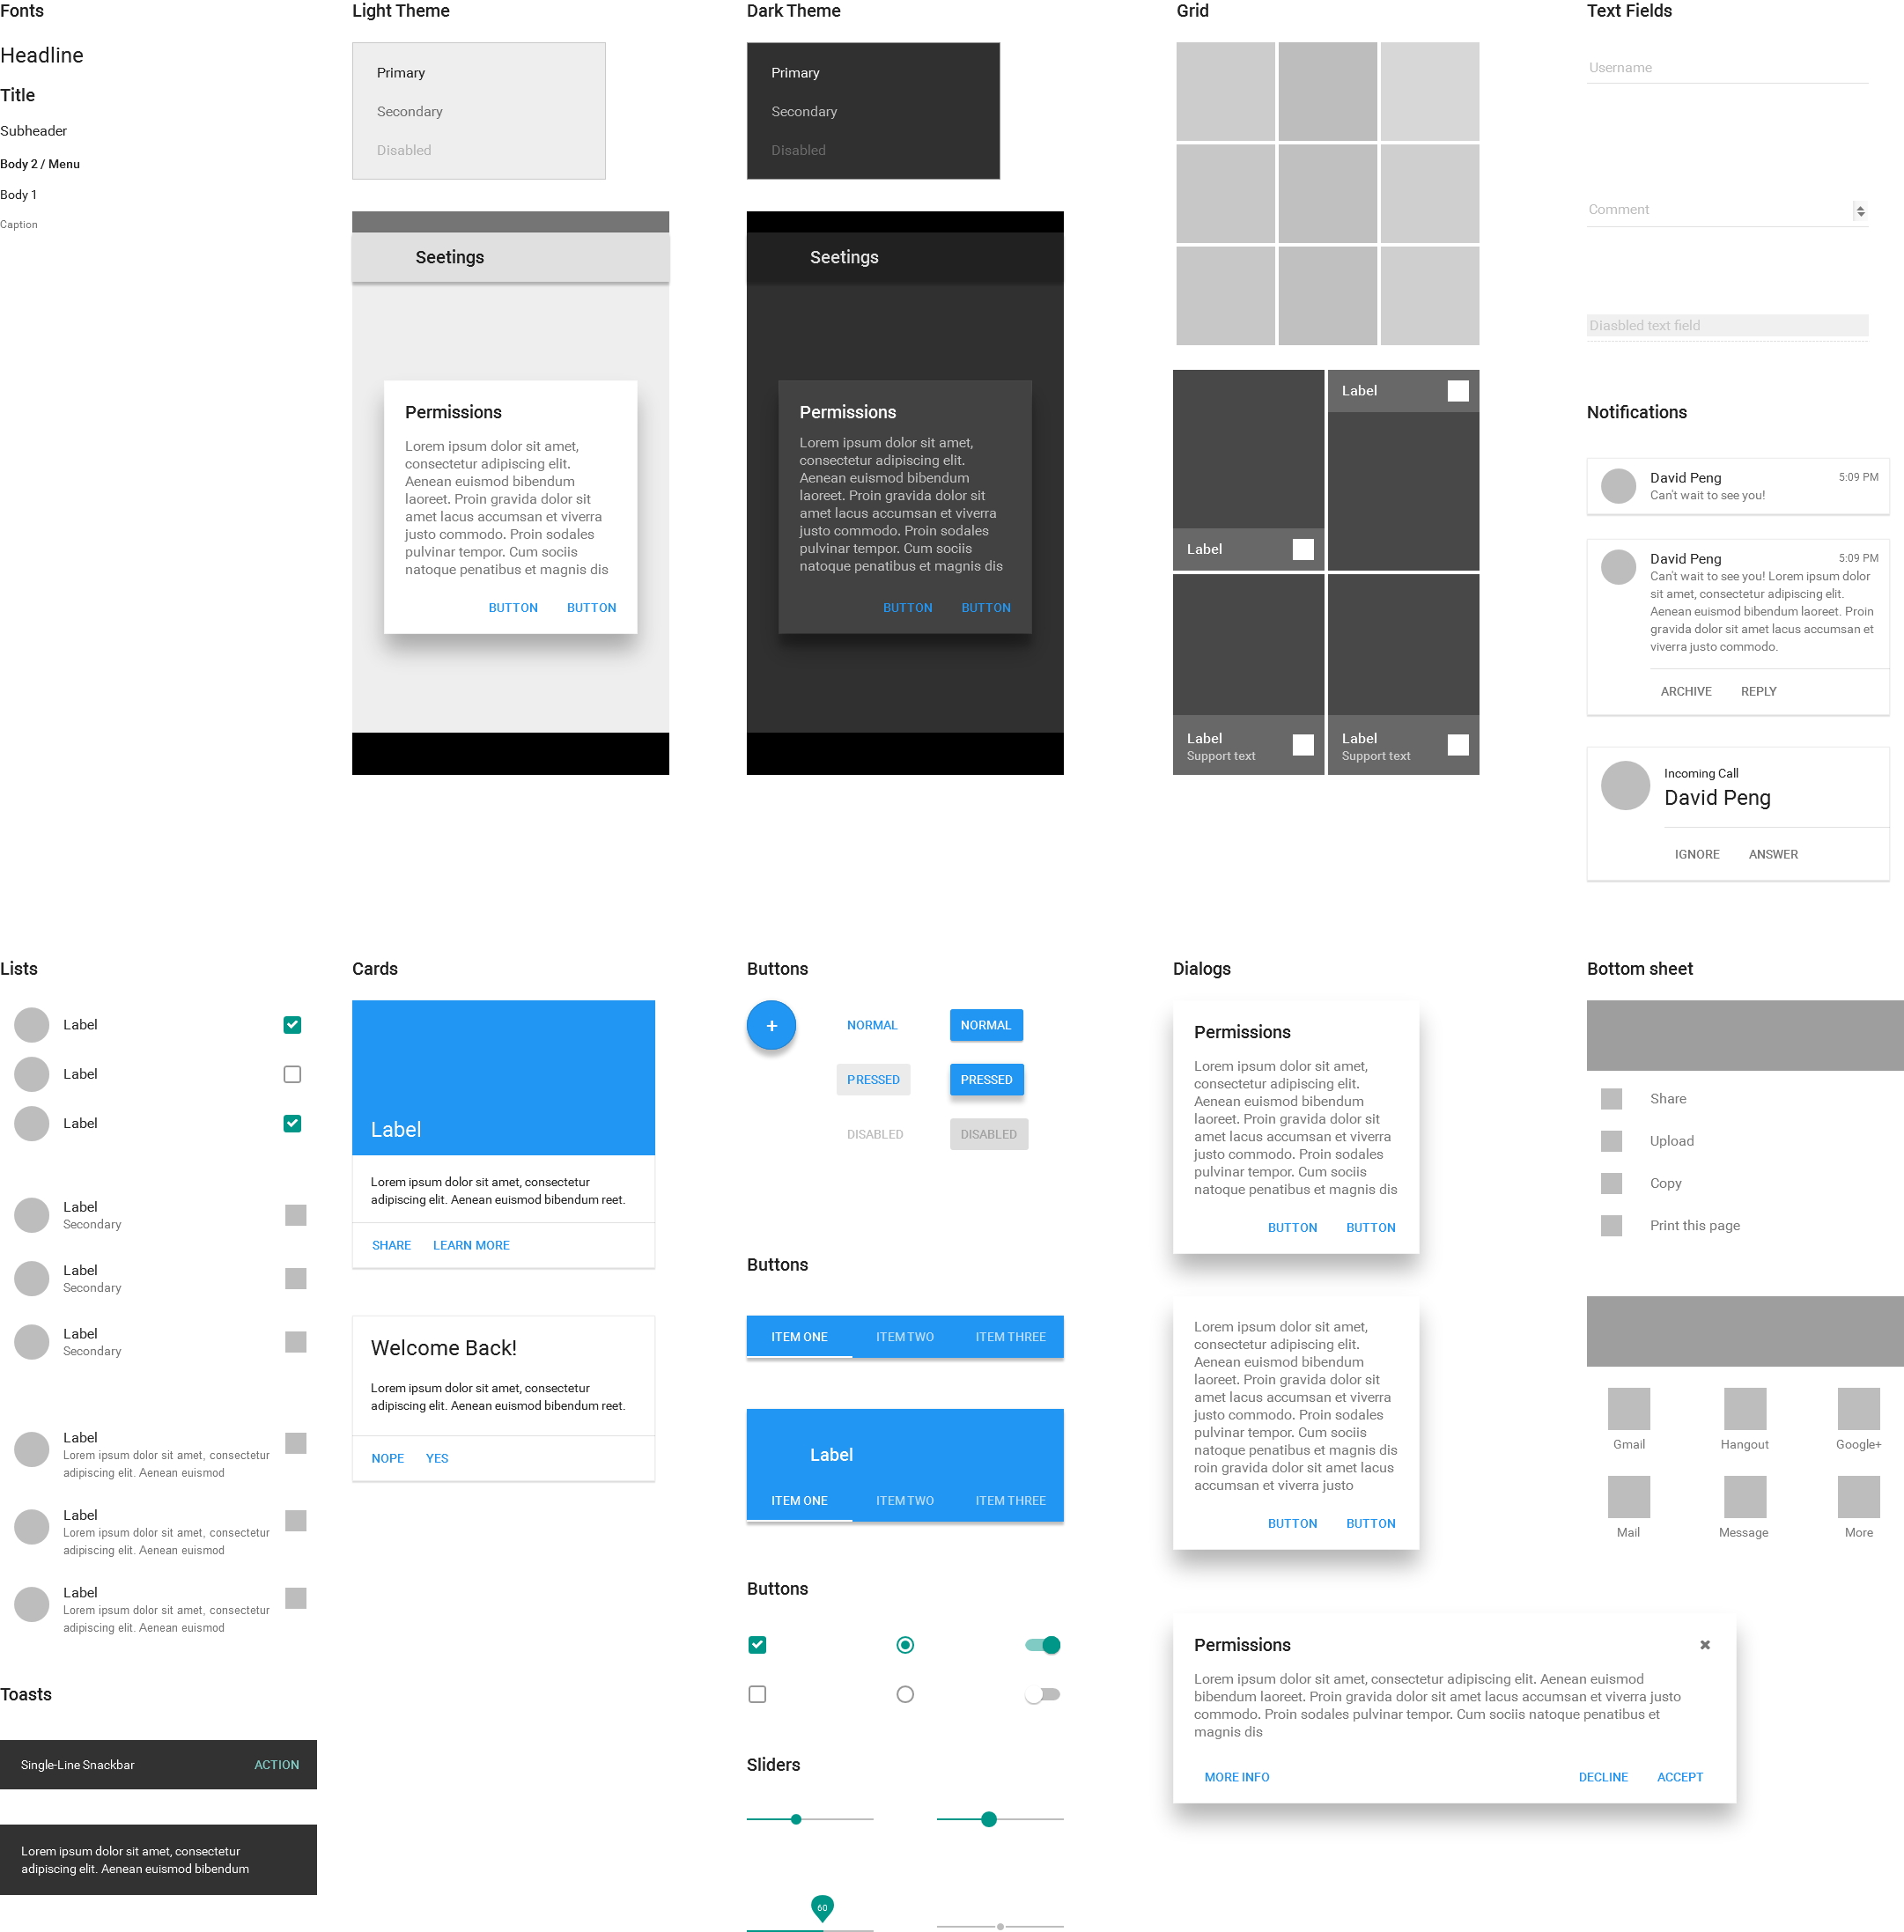 Fonts
Headline
Title
Subheader
Body 2 / Menu
Body 1
Caption
Light Theme
Primary
Secondary
Disabled
Seetings
Permissions
Lorem ipsum dolor sit amet,
consectetur adipiscing elit.
Aenean euismod bibendum
laoreet. Proin gravida dolor sit
amet lacus accumsan et viverra
justo commodo. Proin sodales
pulvinar tempor. Cum sociis
natoque penatibus et magnis dis
BUTTON BUTTON
Dark Theme
Primary
Secondary
Disabled
Seetings
Permissions
Lorem ipsum dolor sit amet,
consectetur adipiscing elit.
Aenean euismod bibendum
laoreet. Proin gravida dolor sit
amet lacus accumsan et viverra
justo commodo. Proin sodales
pulvinar tempor. Cum sociis
natoque penatibus et magnis dis
BUTTON BUTTON
Grid
Label
Label
Label
Support text
Label
Support text
Text Fields
Username
Comment
Diasbled text field
Notifications
David Peng 5:09 PM
Can't wait to see you!
David Peng 5:09 PM
Can't wait to see you! Lorem ipsum dolor
sit amet, consectetur adipiscing elit.
Aenean euismod bibendum laoreet. Proin
gravida dolor sit amet lacus accumsan et
viverra justo commodo.
ARCHIVE REPLY
Incoming Call
David Peng
IGNORE ANSWER
Lists
Label
Label
Label
Label
Secondary
Label
Secondary
Label
Secondary
Label
Lorem ipsum dolor sit amet, consectetur
adipiscing elit. Aenean euismod
Label
Lorem ipsum dolor sit amet, consectetur
adipiscing elit. Aenean euismod
Label
Lorem ipsum dolor sit amet, consectetur
adipiscing elit. Aenean euismod
Toasts
Single-Line Snackbar ACTION
Lorem ipsum dolor sit amet, consectetur
adipiscing elit. Aenean euismod bibendum
Cards
Label
Lorem ipsum dolor sit amet, consectetur
adipiscing elit. Aenean euismod bibendum reet.
SHARE LEARN MORE
Welcome Back!
Lorem ipsum dolor sit amet, consectetur
adipiscing elit. Aenean euismod bibendum reet.
NOPE YES
Buttons
+ NORMAL NORMAL
PRESSED PRESSED
DISABLED DISABLED
Buttons
ITEM ONE ITEM TWO ITEM THREE
Label
ITEM ONE ITEM TWO ITEM THREE
Buttons
Sliders
60
Dialogs
Permissions
Lorem ipsum dolor sit amet,
consectetur adipiscing elit.
Aenean euismod bibendum
laoreet. Proin gravida dolor sit
amet lacus accumsan et viverra
justo commodo. Proin sodales
pulvinar tempor. Cum sociis
natoque penatibus et magnis dis
BUTTON BUTTON
Lorem ipsum dolor sit amet,
consectetur adipiscing elit.
Aenean euismod bibendum
laoreet. Proin gravida dolor sit
amet lacus accumsan et viverra
justo commodo. Proin sodales
pulvinar tempor. Cum sociis
natoque penatibus et magnis dis
roin gravida dolor sit amet lacus
accumsan et viverra justo
BUTTON BUTTON
Permissions
Lorem ipsum dolor sit amet, consectetur adipiscing elit. Aenean euismod
bibendum laoreet. Proin gravida dolor sit amet lacus accumsan et viverra justo
commodo. Proin sodales pulvinar tempor. Cum sociis natoque penatibus et
magnis dis
MORE INFO DECLINE ACCEPT
Bottom sheet
Share
Upload
Copy
Print this page
Gmail Hangout Google+
Mail Message More